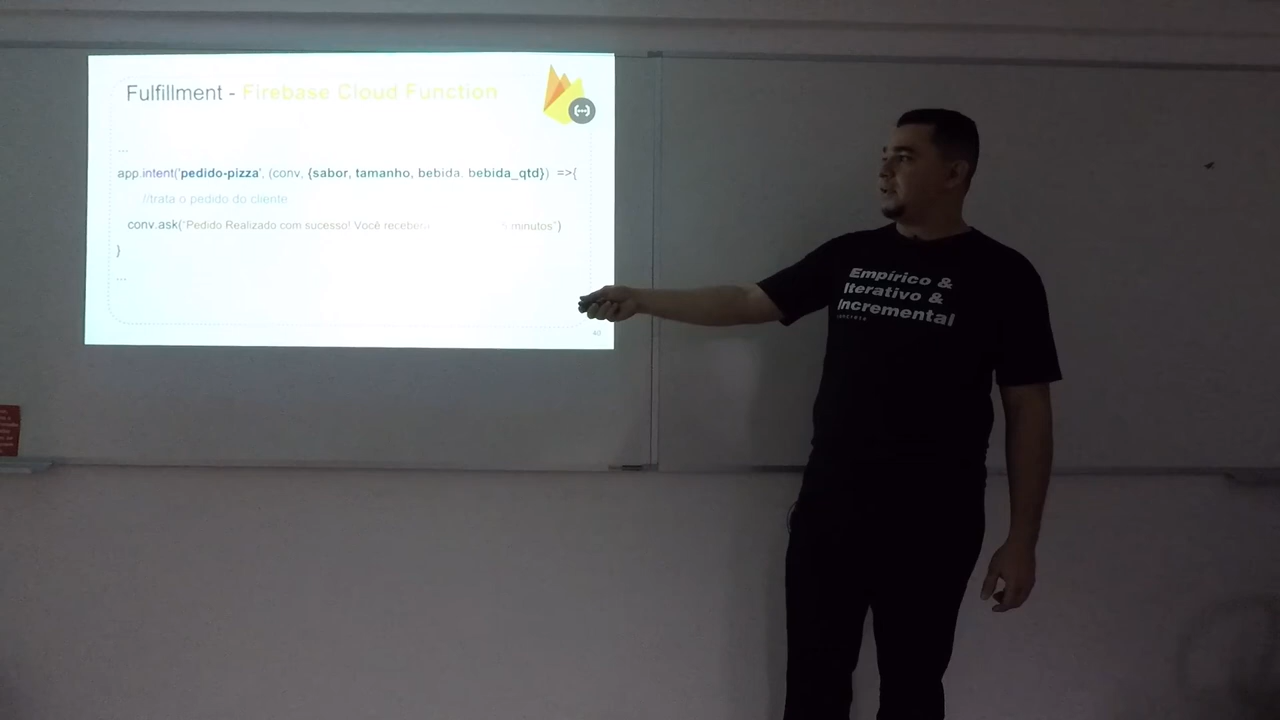 Fulfillment - Firebase Cloud Function
...
app.intent('pedido-pizza', (conv, {sabor, tamanho, bebida. bebida_qtd}) =>{
//trata o pedido do cliente
conv.ask("Pedido Realizado com sucesso! Você receberá minutos")
}
...
40
Empírico &
Iterativo &
Incremental